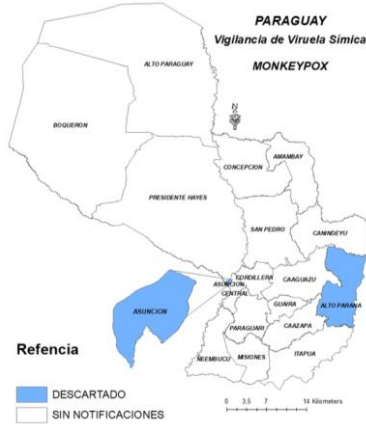 PARAGUAY
Vigilancia de Viruela Símica
MONKEYPOX
ALTO PARAGUAY
BOQUERON
CONCEPCION
AMAMBAY
PRESIDENTE HAYES
SAN PEDRO
CANINDEYU
CORDILLERA
ASUNCION
CENTRAL
CAAGUAZU
ASUNCION
GUAIRA
ALTO PARANA
PARAGUARI
CAAZAPA
Refencia
ÑEEMBUCU
MISIONES
ITAPUA
DESCARTADO
SIN NOTIFICACIONES
0 3.5 7 14 Kilometers